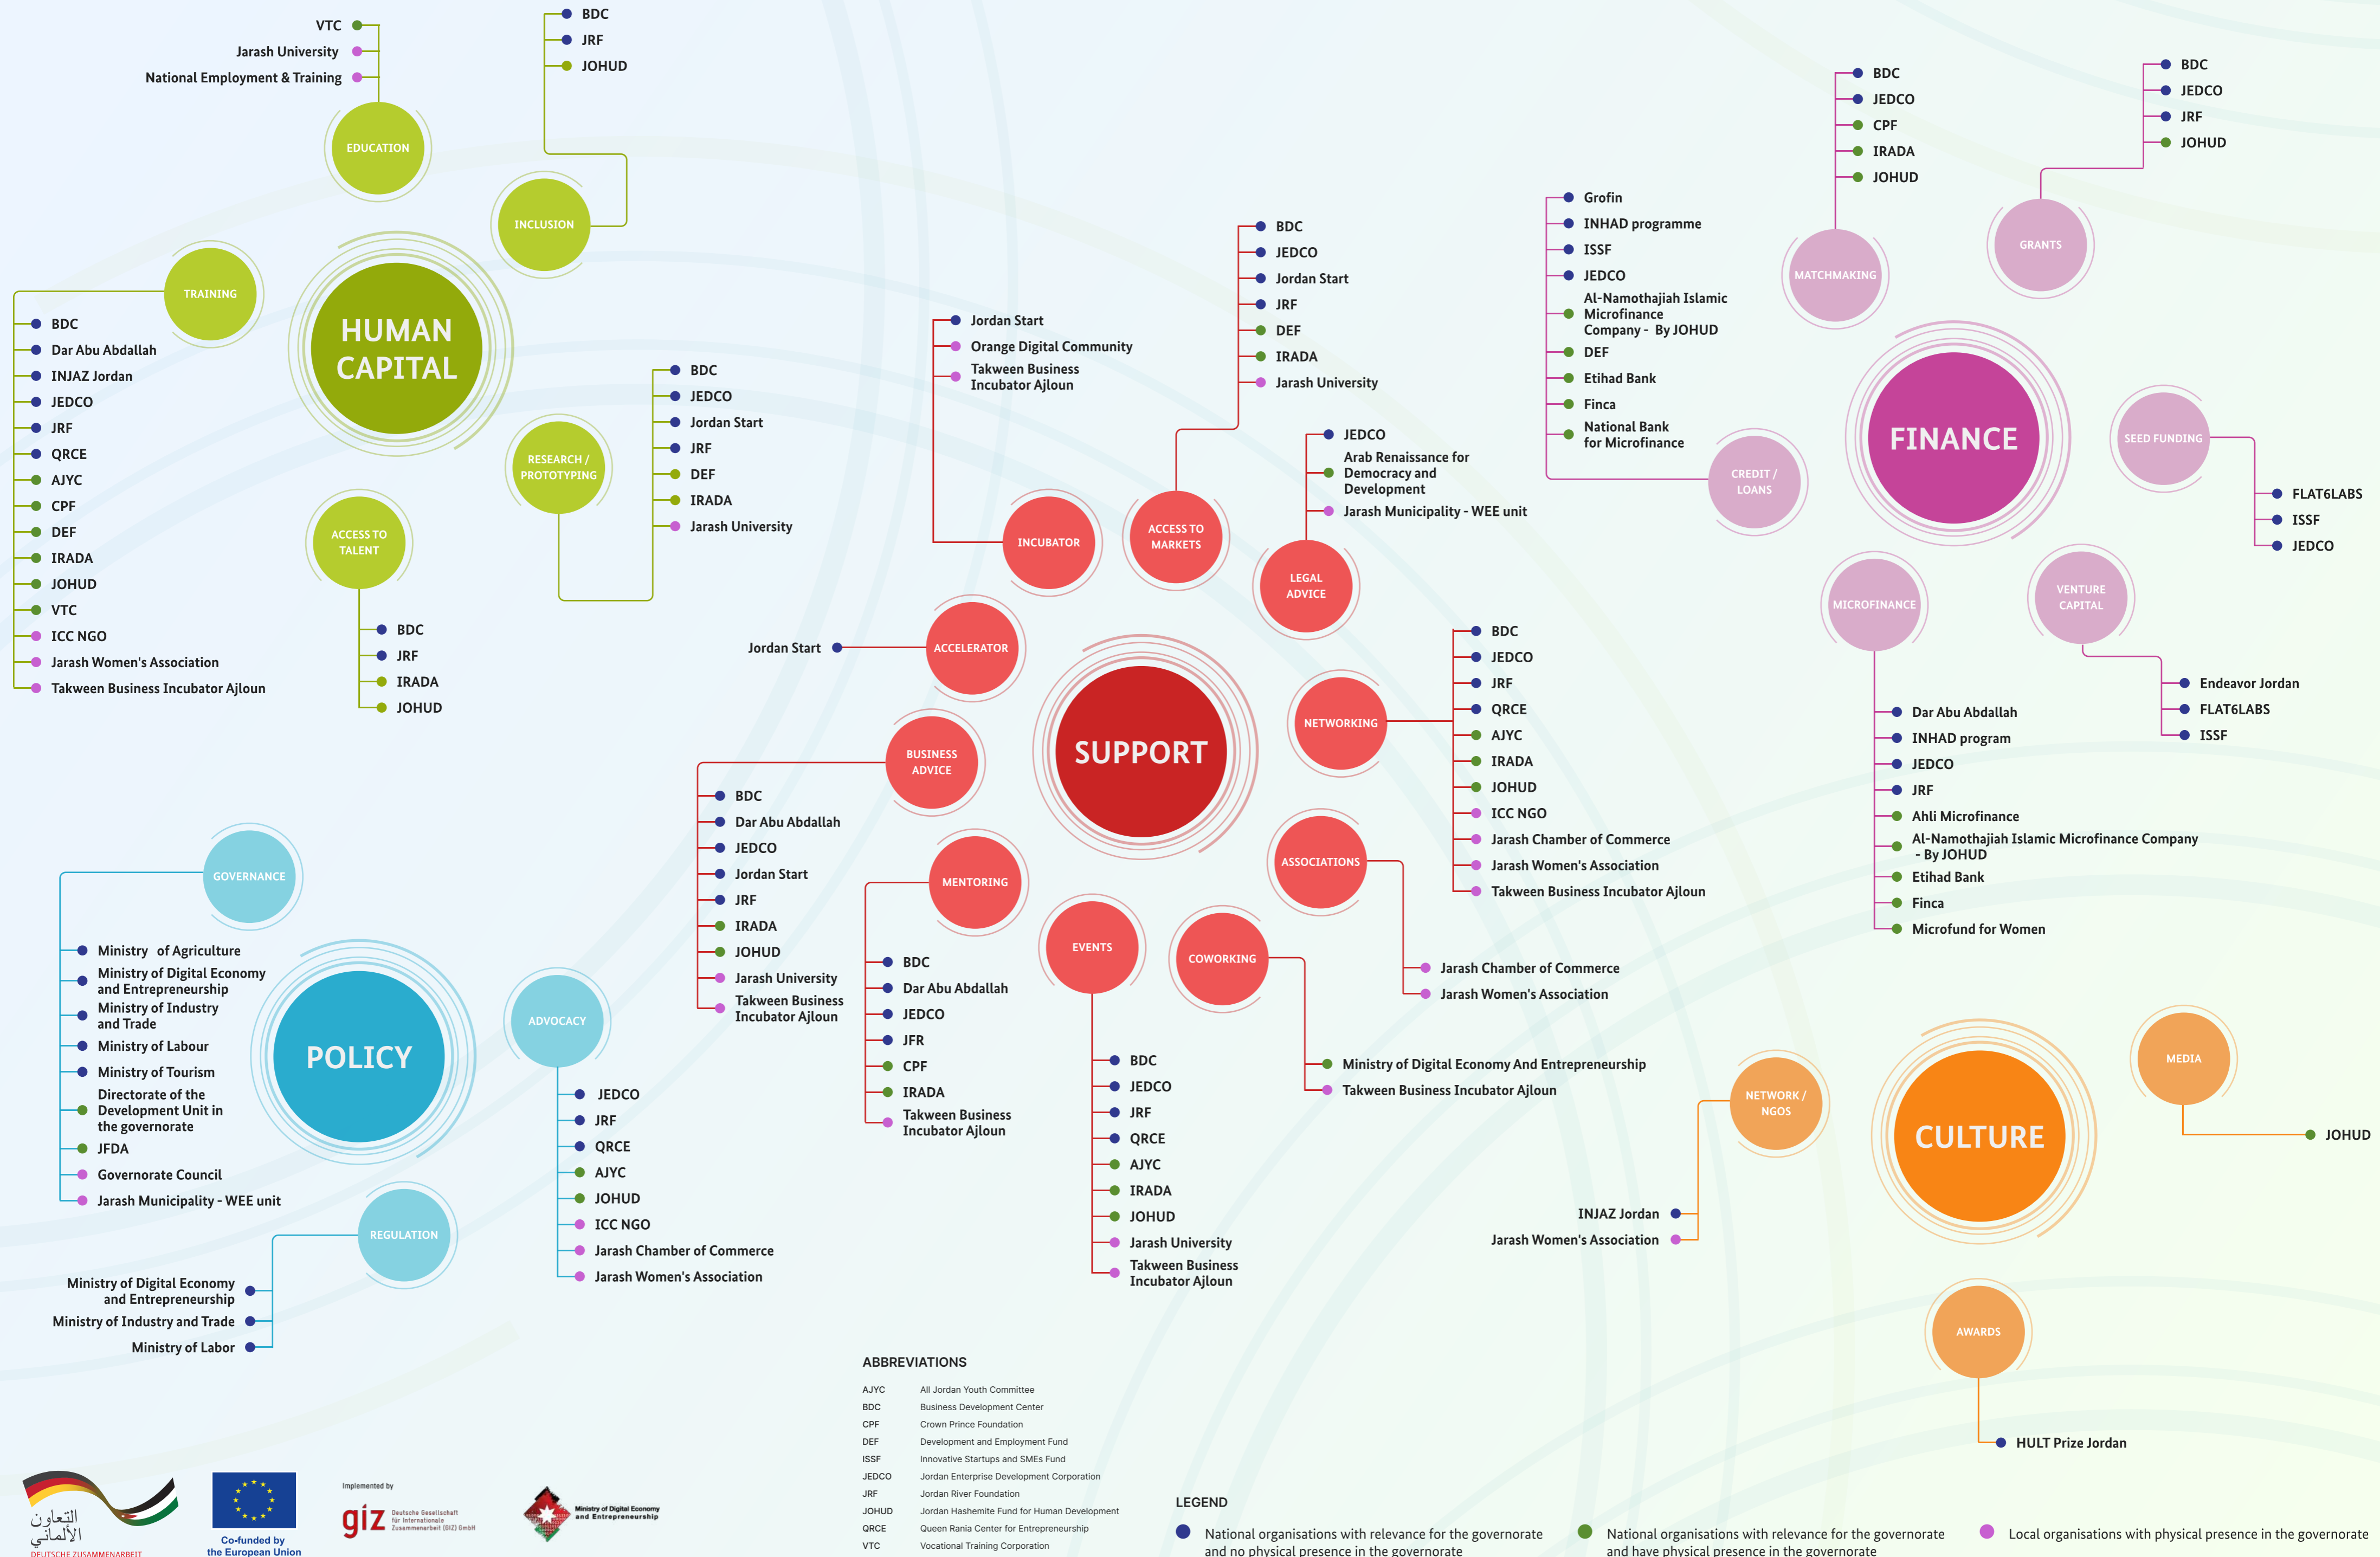 VTC
Jarash University
National Employment & Training
EDUCATION
BDC
JRF
JOHUD
INCLUSION
TRAINING
BDC
Dar Abu Abdallah
INJAZ Jordan
JEDCO
JRF
QRCE
AJYC
CPF
DEF
IRADA
JOHUD
VTC
ICC NGO
Jarash Women's Association
Takween Business Incubator Ajloun
HUMAN
CAPITAL
RESEARCH /
PROTOTYPING
BDC
JEDCO
Jordan Start
JRF
DEF
IRADA
Jarash University
ACCESS TO
TALENT
BDC
JRF
IRADA
JOHUD
Jordan Start
Orange Digital Community
Takween Business
Incubator Ajloun
INCUBATOR
BDC
JEDCO
Jordan Start
JRF
DEF
IRADA
Jarash University
ACCESS TO
MARKETS
JEDCO
Arab Renaissance for
Democracy and
Development
Jarash Municipality - WEE unit
LEGAL
ADVICE
Jordan Start
ACCELERATOR
SUPPORT
NETWORKING
BDC
JEDCO
JRF
QRCE
AJYC
IRADA
JOHUD
ICC NGO
Jarash Chamber of Commerce
Jarash Women's Association
Takween Business Incubator Ajloun
BUSINESS
ADVICE
BDC
Dar Abu Abdallah
JEDCO
Jordan Start
JRF
IRADA
JOHUD
Jarash University
Takween Business
Incubator Ajloun
MENTORING
BDC
Dar Abu Abdallah
JEDCO
JFR
CPF
IRADA
Takween Business
Incubator Ajloun
EVENTS
BDC
JEDCO
JRF
QRCE
AJYC
IRADA
JOHUD
Jarash University
Takween Business
Incubator Ajloun
COWORKING
Ministry of Digital Economy And Entrepreneurship
Takween Business Incubator Ajloun
ASSOCIATIONS
Jarash Chamber of Commerce
Jarash Women's Association
Grofin
INHAD programme
ISSF
JEDCO
Al-Namothajiah Islamic
Microfinance
Company - By JOHUD
DEF
Etihad Bank
Finca
National Bank
for Microfinance
CREDIT /
LOANS
BDC
JEDCO
CPF
IRADA
JOHUD
MATCHMAKING
BDC
JEDCO
JRF
JOHUD
GRANTS
FINANCE
SEED FUNDING
FLAT6LABS
ISSF
JEDCO
MICROFINANCE
Dar Abu Abdallah
INHAD program
JEDCO
JRF
Ahli Microfinance
Al-Namothajiah Islamic Microfinance Company
- By JOHUD
Etihad Bank
Finca
Microfund for Women
VENTURE
CAPITAL
Endeavor Jordan
FLAT6LABS
ISSF
GOVERNANCE
Ministry of Agriculture
Ministry of Digital Economy
and Entrepreneurship
Ministry of Industry
and Trade
Ministry of Labour
Ministry of Tourism
Directorate of the
Development Unit in
the governorate
JFDA
Governorate Council
Jarash Municipality - WEE unit
POLICY
ADVOCACY
JEDCO
JRF
QRCE
AJYC
JOHUD
ICC NGO
Jarash Chamber of Commerce
Jarash Women's Association
REGULATION
Ministry of Digital Economy
and Entrepreneurship
Ministry of Industry and Trade
Ministry of Labor
NETWORK /
NGOS
INJAZ Jordan
Jarash Women's Association
CULTURE
MEDIA
JOHUD
AWARDS
HULT Prize Jordan
ABBREVIATIONS
AJYC All Jordan Youth Committee
BDC Business Development Center
CPF Crown Prince Foundation
DEF Development and Employment Fund
ISSF Innovative Startups and SMEs Fund
JEDCO Jordan Enterprise Development Corporation
JRF Jordan River Foundation
JOHUD Jordan Hashemite Fund for Human Development
QRCE Queen Rania Center for Entrepreneurship
VTC Vocational Training Corporation
LEGEND
National organisations with relevance for the governorate
and no physical presence in the governorate
National organisations with relevance for the governorate
and have physical presence in the governorate
Local organisations with physical presence in the governorate
التعاون
الألماني
DEUTSCHE ZUSAMMENARBEIT
Co-funded by
the European Union
Implemented by
giz Deutsche Gesellschaft
für Internationale
Zusammenarbeit (GIZ) GmbH
Ministry of Digital Economy
and Entrepreneurship